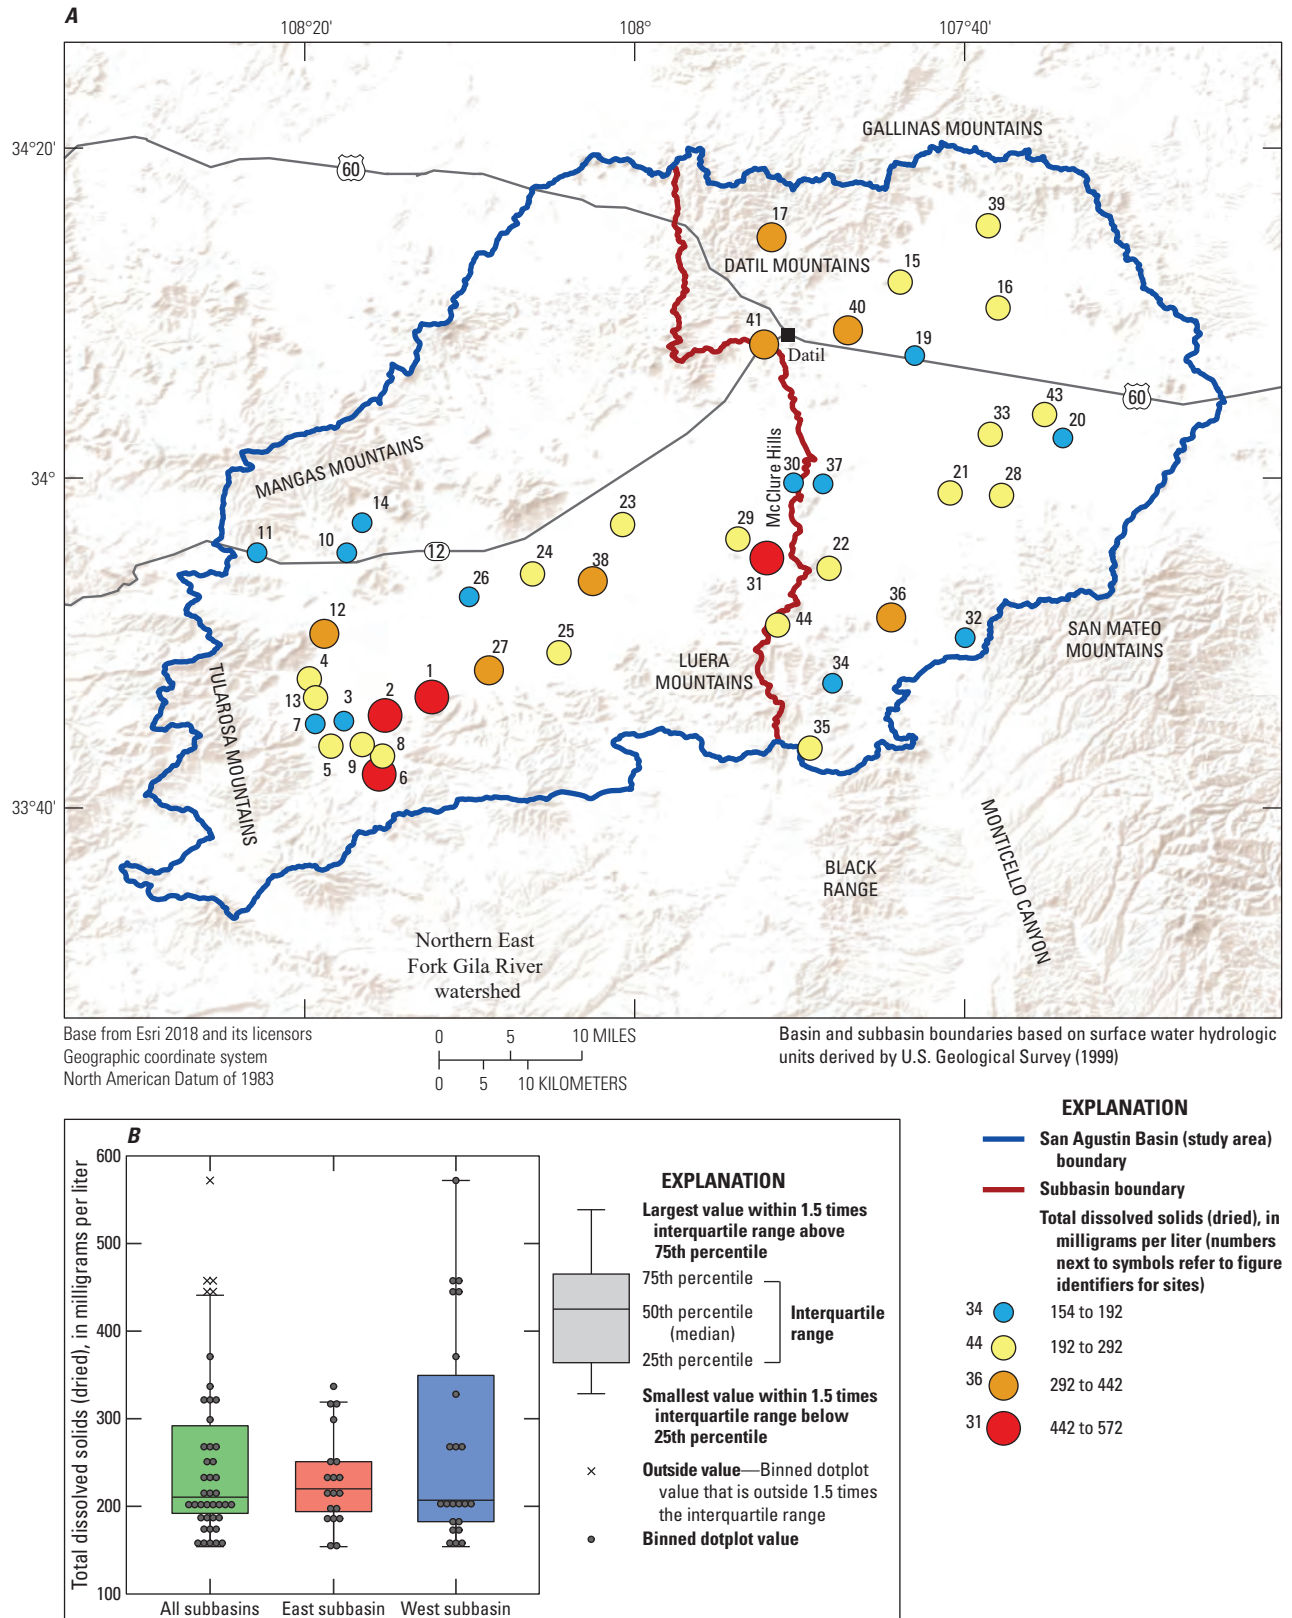 A
108°20'
108°
107°40'
GALLINAS MOUNTAINS
34°20'
60
39
17
DATIL MOUNTAINS
15
16
41
40
19
Datil
60
43
33
20
McClure Hills
MANGAS MOUNTAINS
34°
30
37
21
28
14
23
11
10
12
29
22
24
38
31
26
36
12
44
32
SAN MATEO
MOUNTAINS
25
27
LUERA
MOUNTAINS
4
1
34
13
3
2
7
TULAROSA MOUNTAINS
35
5
9
8
6
33°40'
MONTICELLO CANYON
BLACK
RANGE
Northern East
Fork Gila River
watershed
Base from Esri 2018 and its licensors
Geographic coordinate system
North American Datum of 1983
0 5 10 MILES
0 5 10 KILOMETERS
Basin and subbasin boundaries based on surface water hydrologic
units derived by U.S. Geological Survey (1999)
EXPLANATION
San Agustin Basin (study area)
boundary
Subbasin boundary
Total dissolved solids (dried), in
milligrams per liter (numbers
next to symbols refer to figure
identifiers for sites)
34 154 to 192
44 192 to 292
36 292 to 442
31 442 to 572
B
Total dissolved solids (dried), in milligrams per liter
600
500
400
300
200
100
All subbasins
East subbasin
West subbasin
EXPLANATION
Largest value within 1.5 times
interquartile range above
75th percentile
75th percentile
50th percentile
(median)
25th percentile
Interquartile
range
Smallest value within 1.5 times
interquartile range below
25th percentile
Outside value—Binned dotplot
value that is outside 1.5 times
the interquartile range
Binned dotplot value